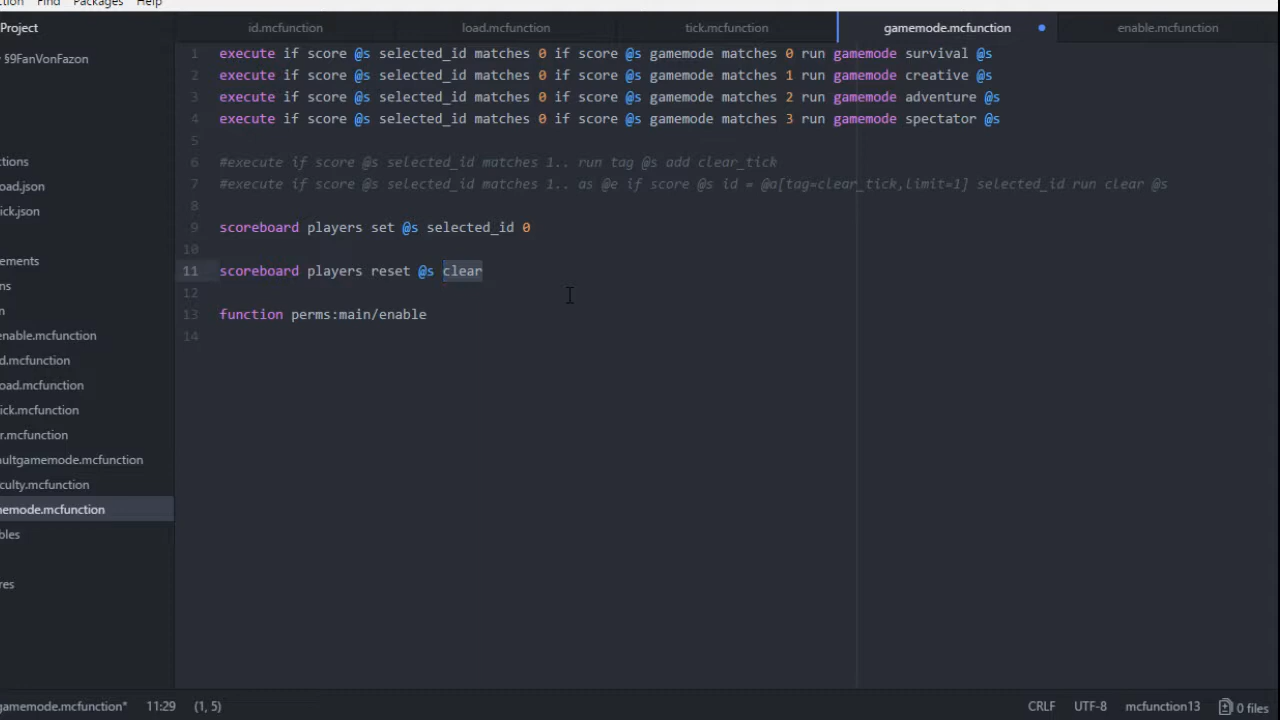 ction Find Packages Help
Project
§9FanVonFazon
ctions
oad.json
ick.json
ements
ns
n
enable.mcfunction
d.mcfunction
oad.mcfunction
ick.mcfunction
r.mcfunction
aultgamemode.mcfunction
culty.mcfunction
nemode.mcfunction
bles
res
id.mcfunction load.mcfunction tick.mcfunction gamemode.mcfunction enable.mcfunction
1 execute if score @s selected_id matches 0 if score @s gamemode matches 0 run gamemode survival @s
2 execute if score @s selected_id matches 0 if score @s gamemode matches 1 run gamemode creative @s
3 execute if score @s selected_id matches 0 if score @s gamemode matches 2 run gamemode adventure @s
4 execute if score @s selected_id matches 0 if score @s gamemode matches 3 run gamemode spectator @s
5
6 #execute if score @s selected_id matches 1.. run tag @s add clear_tick
7 #execute if score @s selected_id matches 1.. as @e if score @s id = @a[tag=clear_tick,limit=1] selected_id run clear @s
8
9 scoreboard players set @s selected_id 0
10
11 scoreboard players reset @s clear
12
13 function perms:main/enable
14
gamemode.mcfunction* 11:29 (1, 5) CRLF UTF-8 mcfunction13 0 files